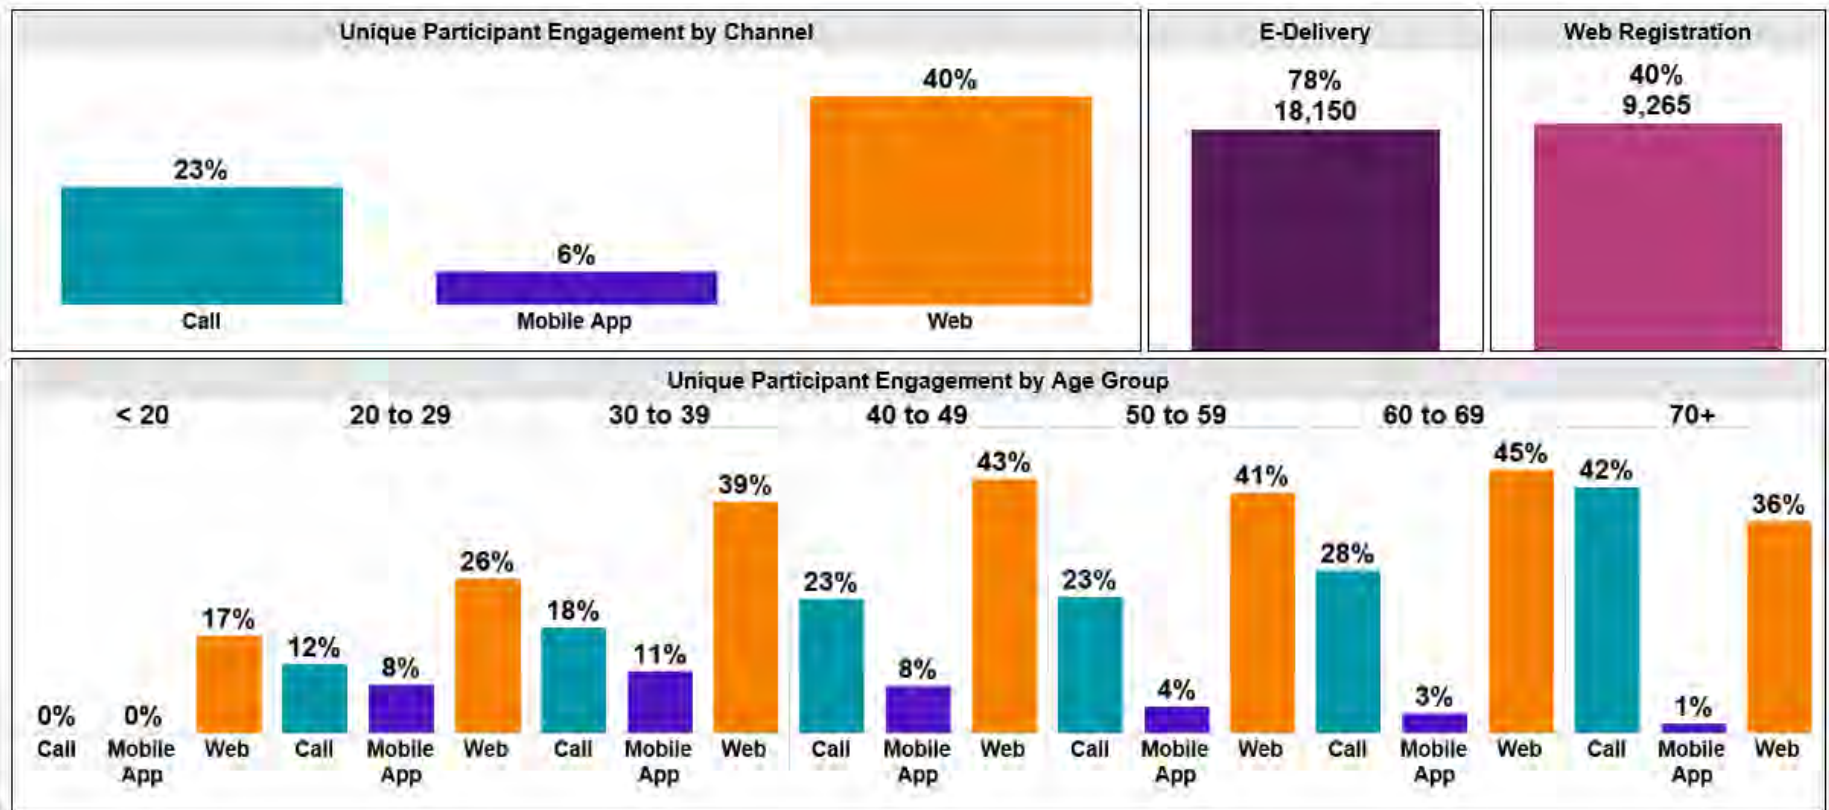 Unique Participant Engagement by Channel
23%
6%
40%
Call
Mobile App
Web
E-Delivery
78%
18,150
Web Registration
40%
9,265
Unique Participant Engagement by Age Group
< 20
0%
0%
17%
Call
Mobile
App
Web
20 to 29
12%
8%
26%
Call
Mobile
App
Web
30 to 39
18%
11%
39%
Call
Mobile
App
Web
40 to 49
23%
8%
43%
Call
Mobile
App
Web
50 to 59
23%
4%
41%
Call
Mobile
App
Web
60 to 69
28%
3%
45%
Call
Mobile
App
Web
70+
42%
1%
36%
Call
Mobile
App
Web